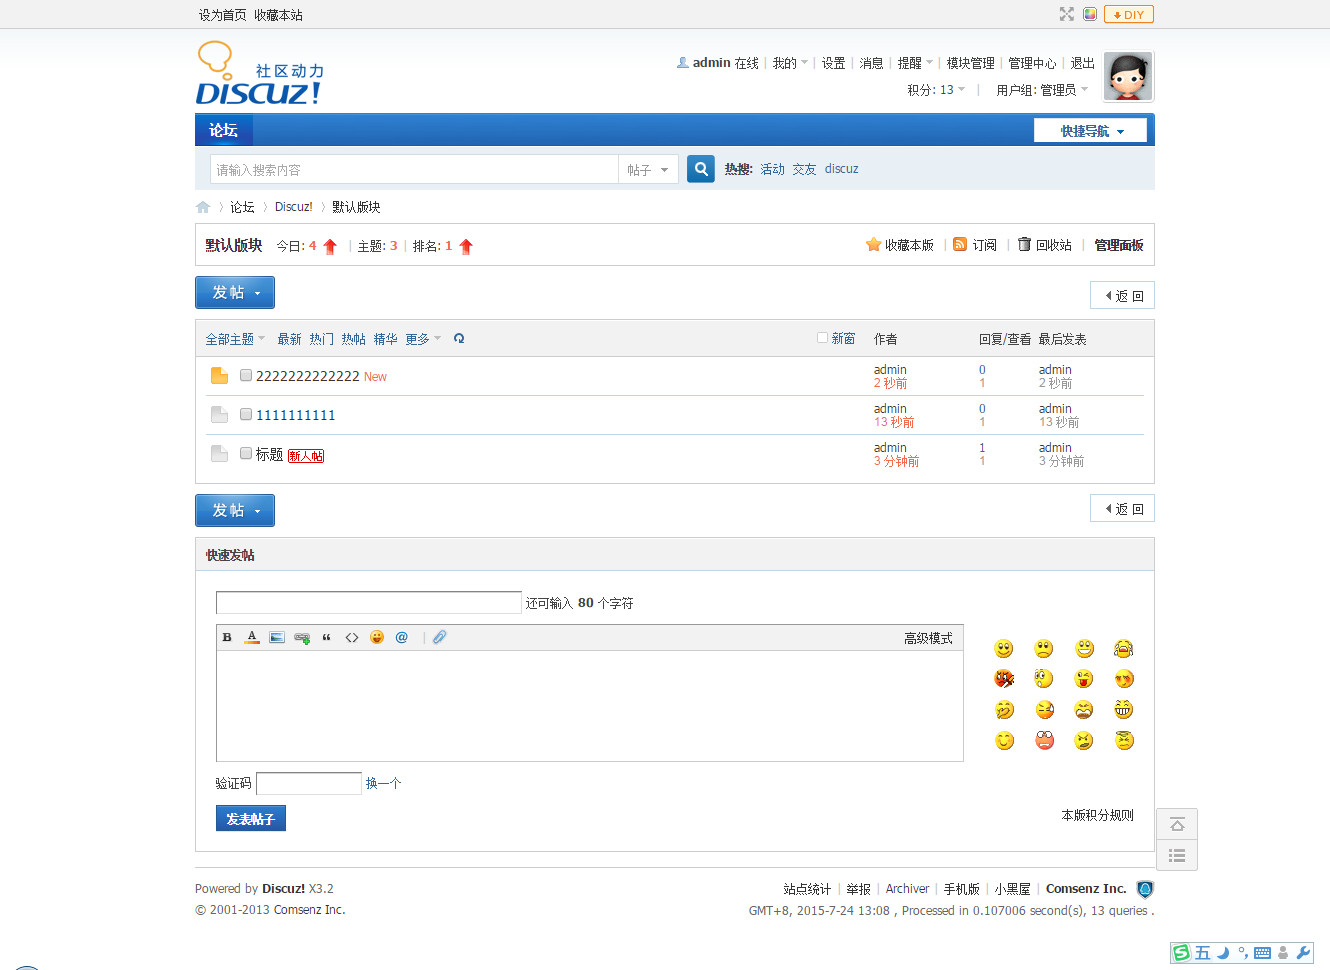 设为首页 收藏本站 DIY
社区动力
DISCUZ!
admin 在线 | 我的 | 设置 | 消息 | 提醒 | 模块管理 | 管理中心 | 退出
积分: 13 | 用户组: 管理员
论坛 快捷导航
请输入搜索内容 帖子 热搜: 活动 交友 discuz
论坛 › Discuz! › 默认版块
默认版块 今日: 4 | 主题: 3 | 排名: 1 收藏本版 | 订阅 | 回收站 | 管理面板
发帖 返 回
全部主题 最新 热门 热帖 精华 更多 新窗 作者 回复/查看 最后发表
2222222222222 New admin 0 admin
2 秒前 1 2 秒前
1111111111 admin 0 admin
13 秒前 1 13 秒前
标题 新人帖 admin 1 admin
3 分钟前 1 3 分钟前
发帖 返 回
快速发帖
还可输入 80 个字符
B A “ <> @ 高级模式
验证码 换一个
发表帖子 本版积分规则
Powered by Discuz! X3.2 站点统计 | 举报 | Archiver | 手机版 | 小黑屋 | Comsenz Inc.
© 2001-2013 Comsenz Inc. GMT+8, 2015-7-24 13:08 , Processed in 0.107006 second(s), 13 queries .
S 五